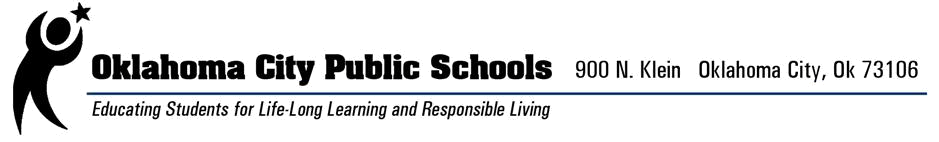 Oklahoma City Public Schools 900 N. Klein Oklahoma City, Ok 73106
Educating Students for Life-Long Learning and Responsible Living